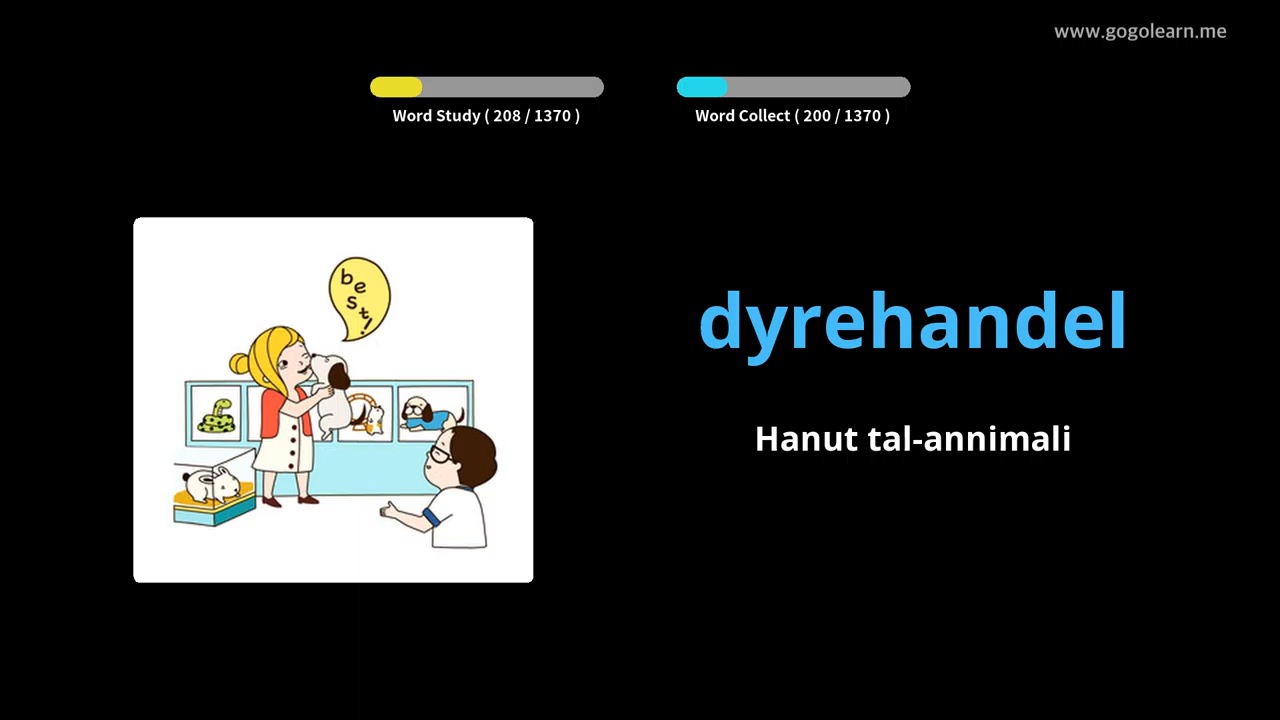 www.gogolearn.me
Word Study ( 208 / 1370 )
Word Collect ( 200 / 1370 )
best!
dyrehandel
Hanut tal-annimali